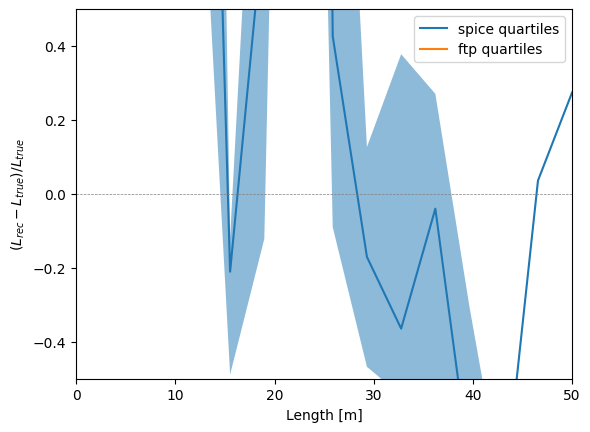 spice quartiles
ftp quartiles
0.4
0.2
0.0
−0.2
−0.4
(L_rec − L_true)/L_true
0 10 20 30 40 50
Length [m]